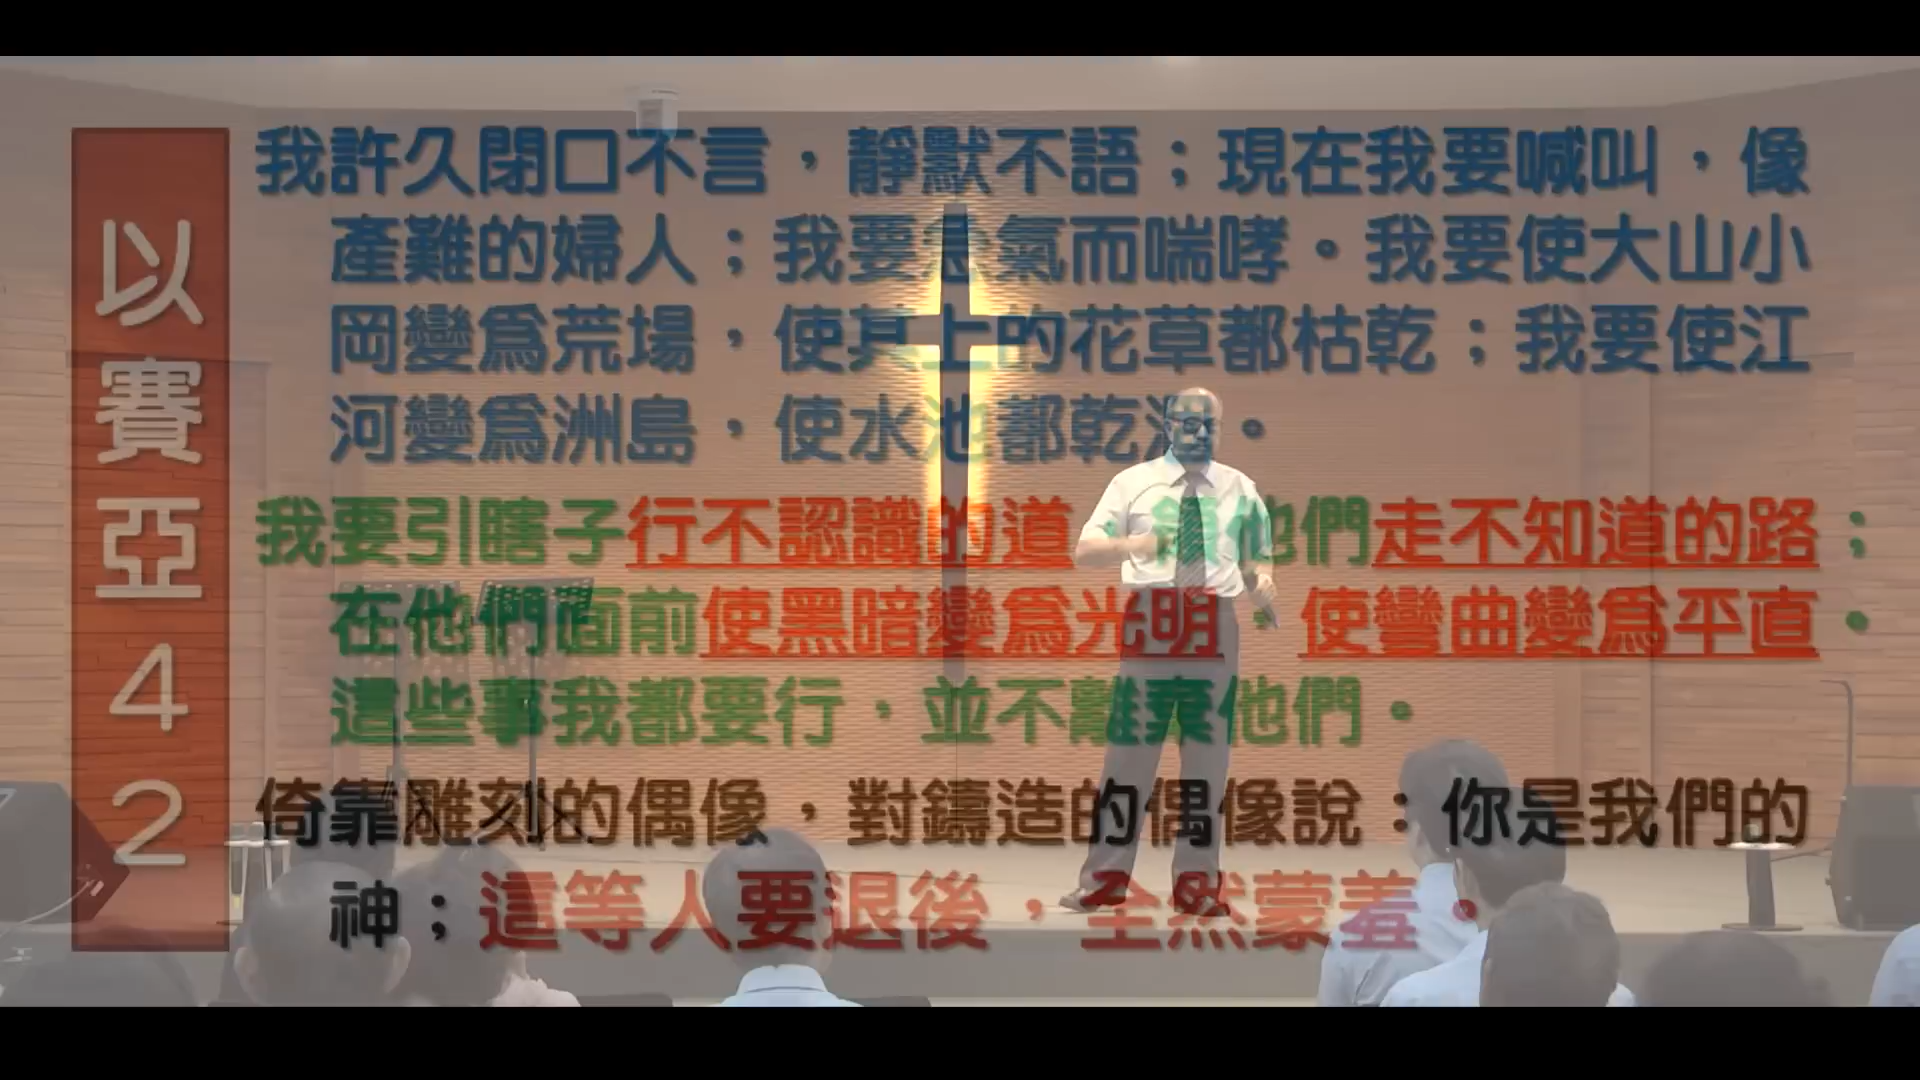 以賽亞42
我許久閉口不言，靜默不語；現在我要喊叫，像
產難的婦人；我要急氣而喘哮。我要使大山小
岡變為荒場，使其上的花草都枯乾；我要使江
河變為洲島，使水池都乾涸。
我要引瞎子行不認識的道，領他們走不知道的路；
在他們面前使黑暗變為光明，使彎曲變為平直。
這些事我都要行，並不離棄他們。
倚靠雕刻的偶像，對鑄造的偶像說：你是我們的
神；這等人要退後，全然蒙羞。